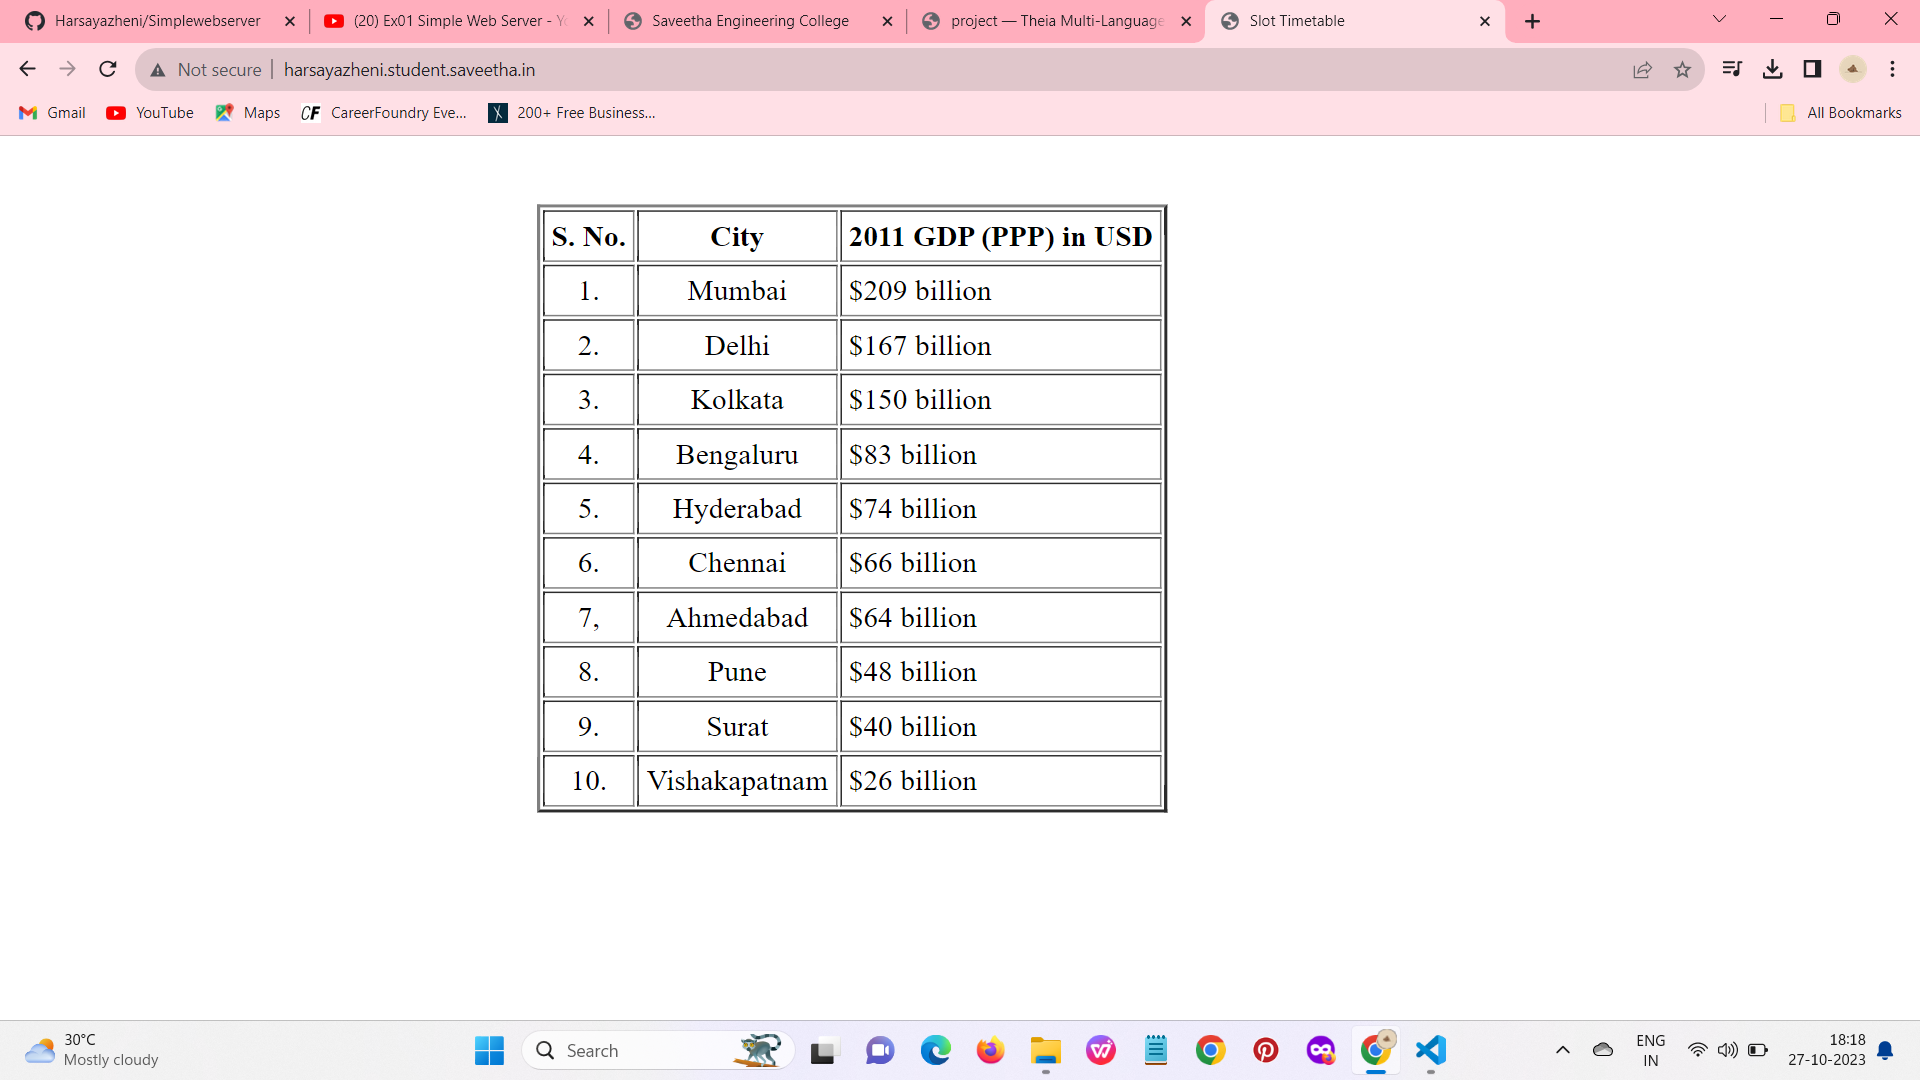 Harsayazheni/Simplewebserver
(20) Ex01 Simple Web Server - Yo
Saveetha Engineering College
project — Theia Multi-Language
Slot Timetable
Not secure harsayazheni.student.saveetha.in
Gmail YouTube Maps CF CareerFoundry Eve... 200+ Free Business... All Bookmarks
S. No. City 2011 GDP (PPP) in USD
1. Mumbai $209 billion
2. Delhi $167 billion
3. Kolkata $150 billion
4. Bengaluru $83 billion
5. Hyderabad $74 billion
6. Chennai $66 billion
7, Ahmedabad $64 billion
8. Pune $48 billion
9. Surat $40 billion
10. Vishakapatnam $26 billion
30°C
Mostly cloudy
Search
ENG
IN
18:18
27-10-2023